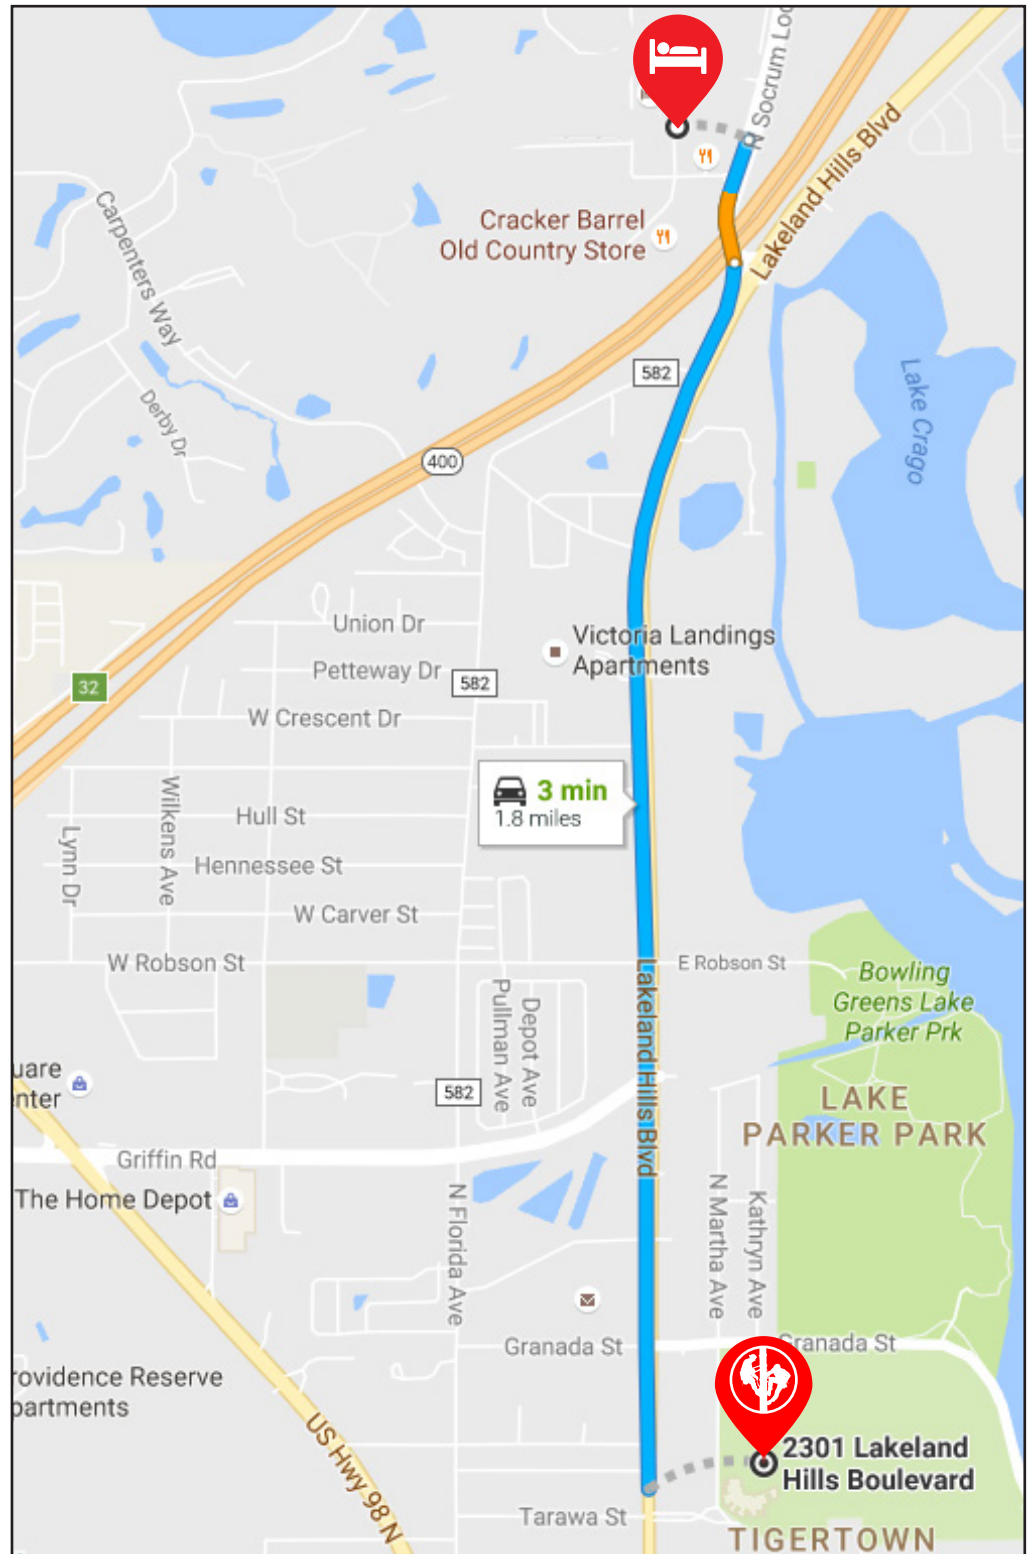 N Socrum Loo
Lakeland Hills Blvd
Carpenters Way
Cracker Barrel
Old Country Store
582
Lake Crago
Derby Dr
400
Union Dr
Victoria Landings
Apartments
Petteway Dr
582
32
W Crescent Dr
3 min
1.8 miles
Wilkens Ave
Hull St
Lynn Dr
Hennessee St
W Carver St
W Robson St
E Robson St
Lakeland Hills Blvd
Bowling
Greens Lake
Parker Prk
Pullman Ave
Depot Ave
uare
enter
582
LAKE
PARKER PARK
Griffin Rd
The Home Depot
N Florida Ave
N Martha Ave
Kathryn Ave
Granada St
Granada St
rovidence Reserve
partments
US Hwy 98 N
2301 Lakeland
Hills Boulevard
Tarawa St
TIGERTOWN